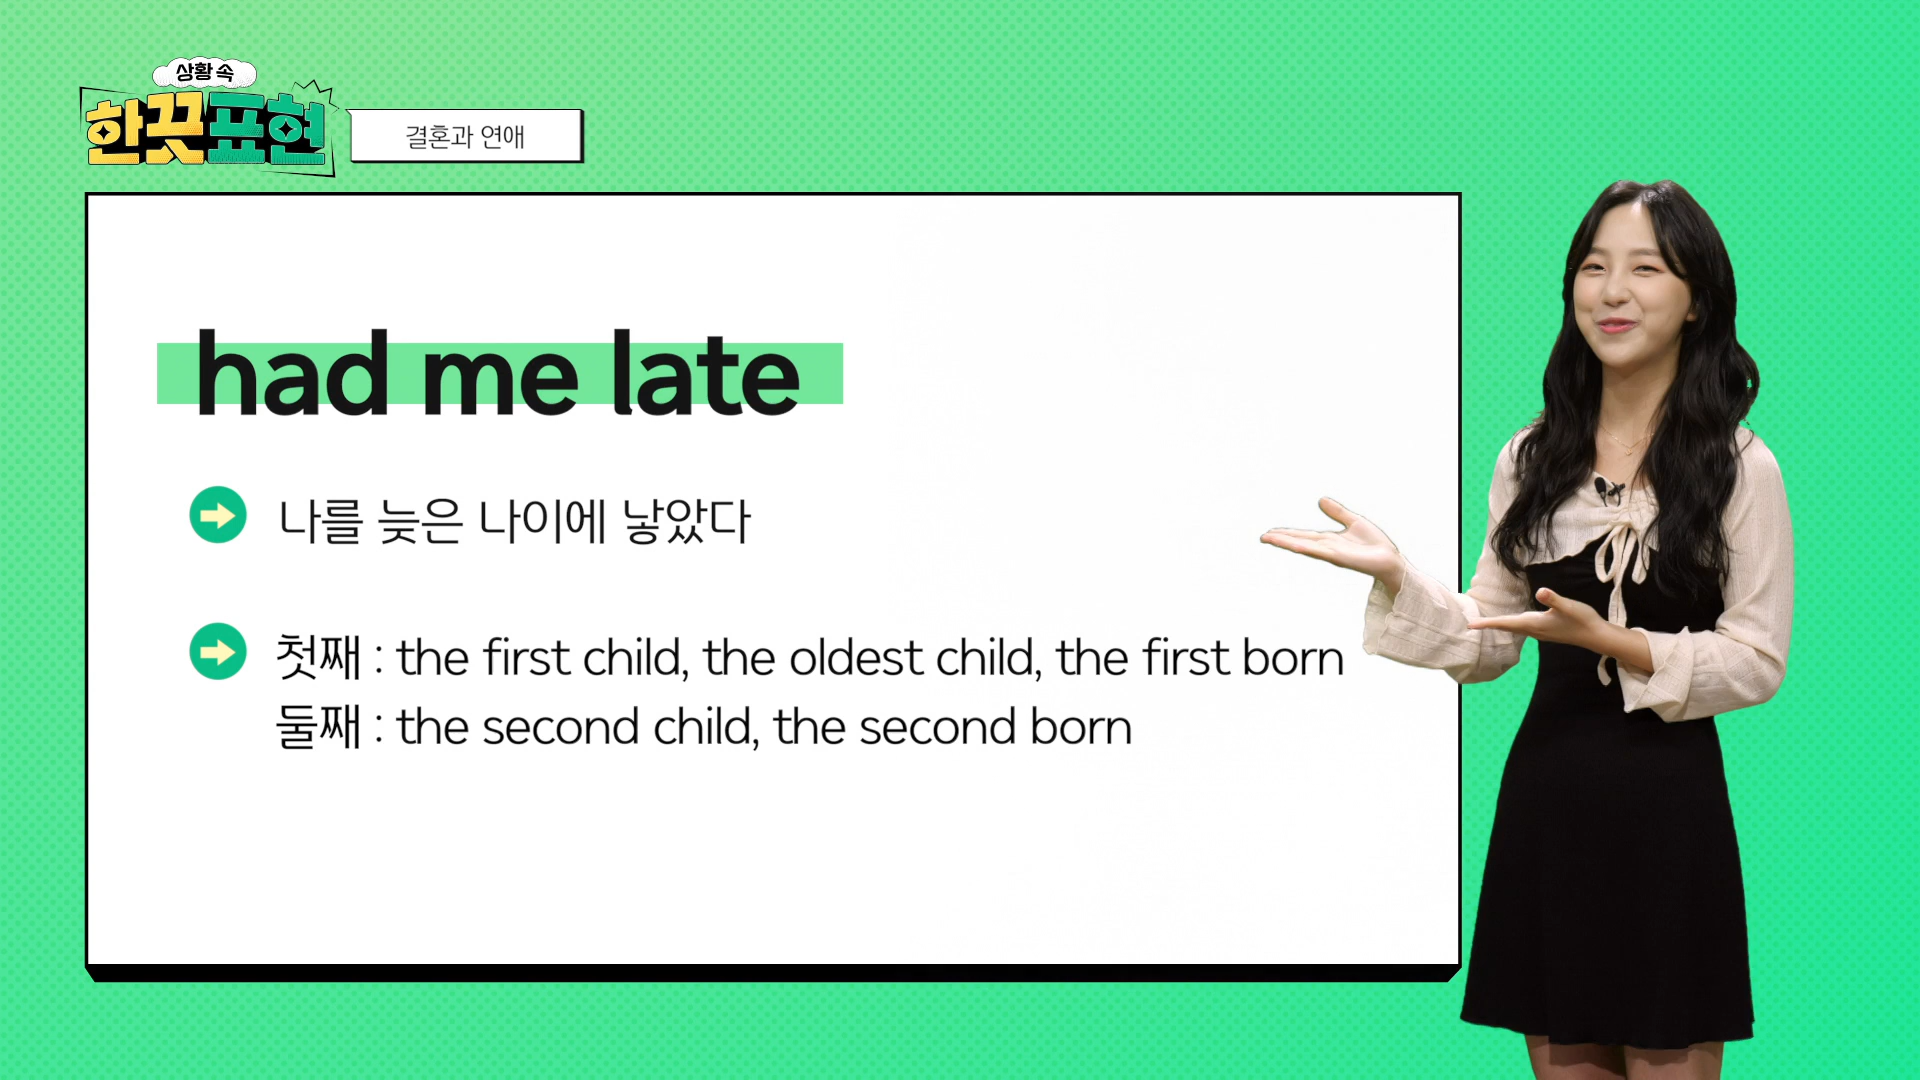 상황 속
한끗표현
결혼과 연애
had me late
나를 늦은 나이에 낳았다
첫째 : the first child, the oldest child, the first born
둘째 : the second child, the second born